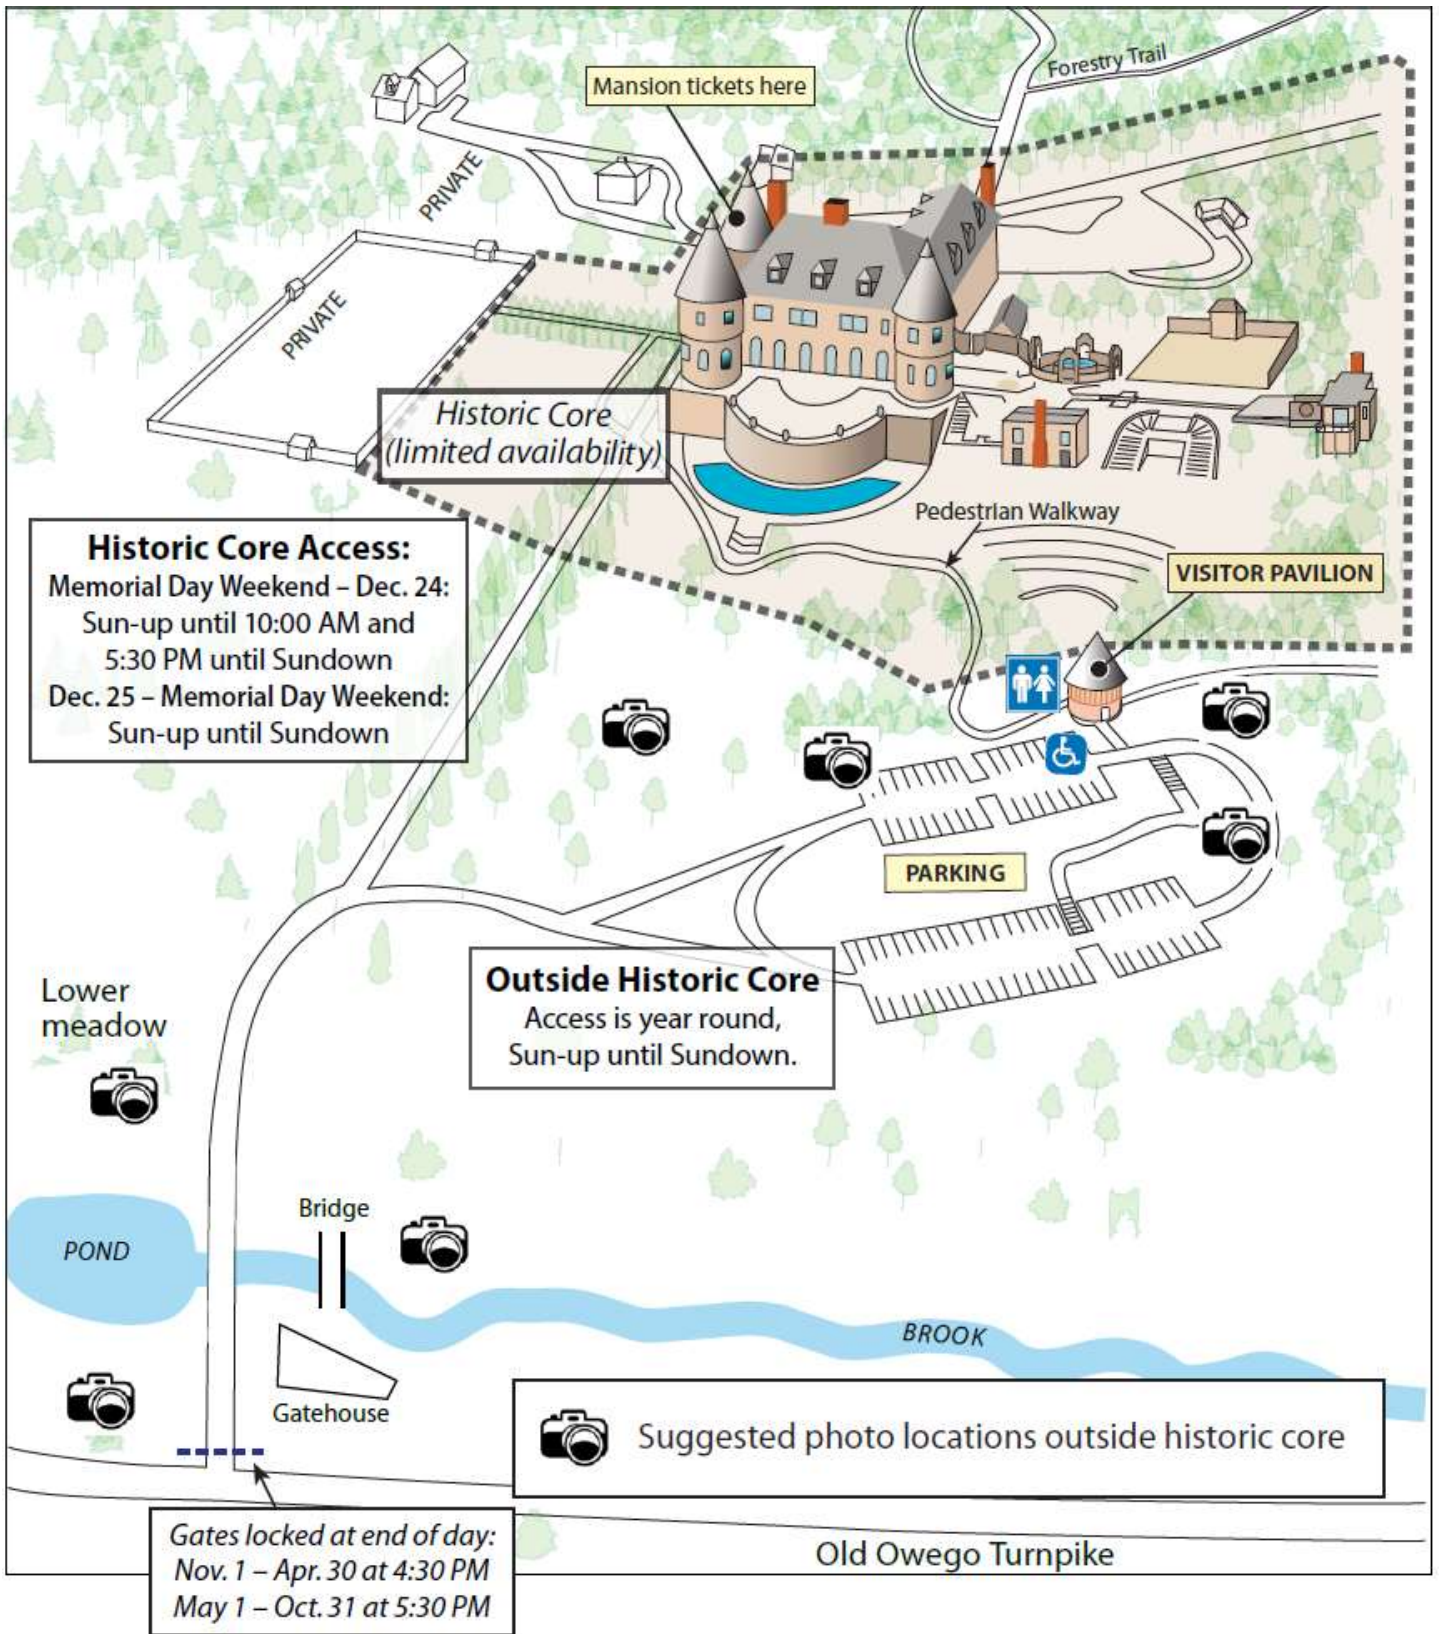 Forestry Trail
Mansion tickets here
PRIVATE
PRIVATE
Historic Core
(limited availability)
Pedestrian Walkway
Historic Core Access:
Memorial Day Weekend – Dec. 24:
Sun-up until 10:00 AM and
5:30 PM until Sundown
Dec. 25 – Memorial Day Weekend:
Sun-up until Sundown
VISITOR PAVILION
PARKING
Outside Historic Core
Access is year round,
Sun-up until Sundown.
Lower
meadow
Bridge
POND
BROOK
Gatehouse
Suggested photo locations outside historic core
Gates locked at end of day:
Nov. 1 – Apr. 30 at 4:30 PM
May 1 – Oct. 31 at 5:30 PM
Old Owego Turnpike